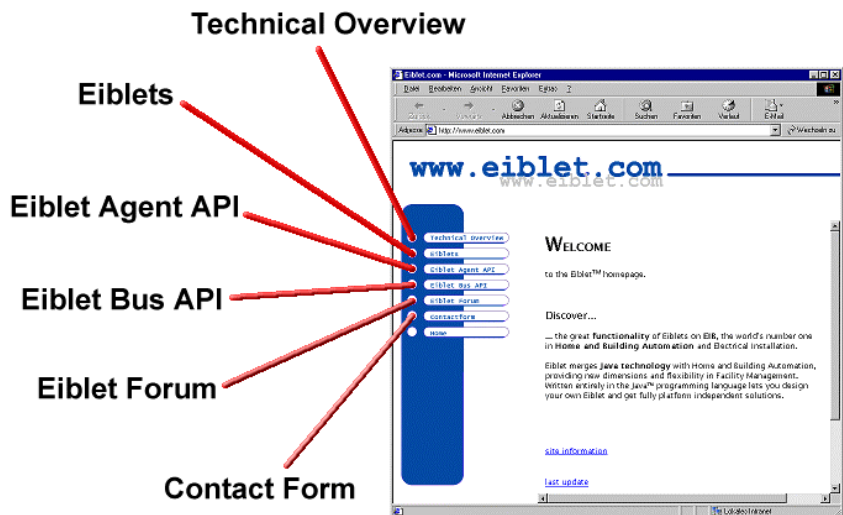 Technical Overview
Eiblets
Eiblet Agent API
Eiblet Bus API
Eiblet Forum
Contact Form
Eiblet.com - Microsoft Internet Explorer
Datei Bearbeiten Ansicht Favoriten Extras ?
Zurück Vorwärts Abbrechen Aktualisieren Startseite Suchen Favoriten Verlauf E-Mail »
Adresse http://www.eiblet.com Wechseln zu
www.eiblet.com
www.eiblet.com
Technical Overview
Eiblets
Eiblet Agent API
Eiblet Bus API
Eiblet Forum
Contactform
Home
WELCOME
to the Eiblet™ homepage.
Discover...
... the great functionality of Eiblets on EIB, the world's number one
in Home and Building Automation and Electrical Installation.
Eiblet merges Java technology with Home and Building Automation,
providing new dimensions and flexibility in Facility Management.
Written entirely in the Java™ programming language lets you design
your own Eiblet and get fully platform independent solutions.
site information
last update
Lokales Intranet